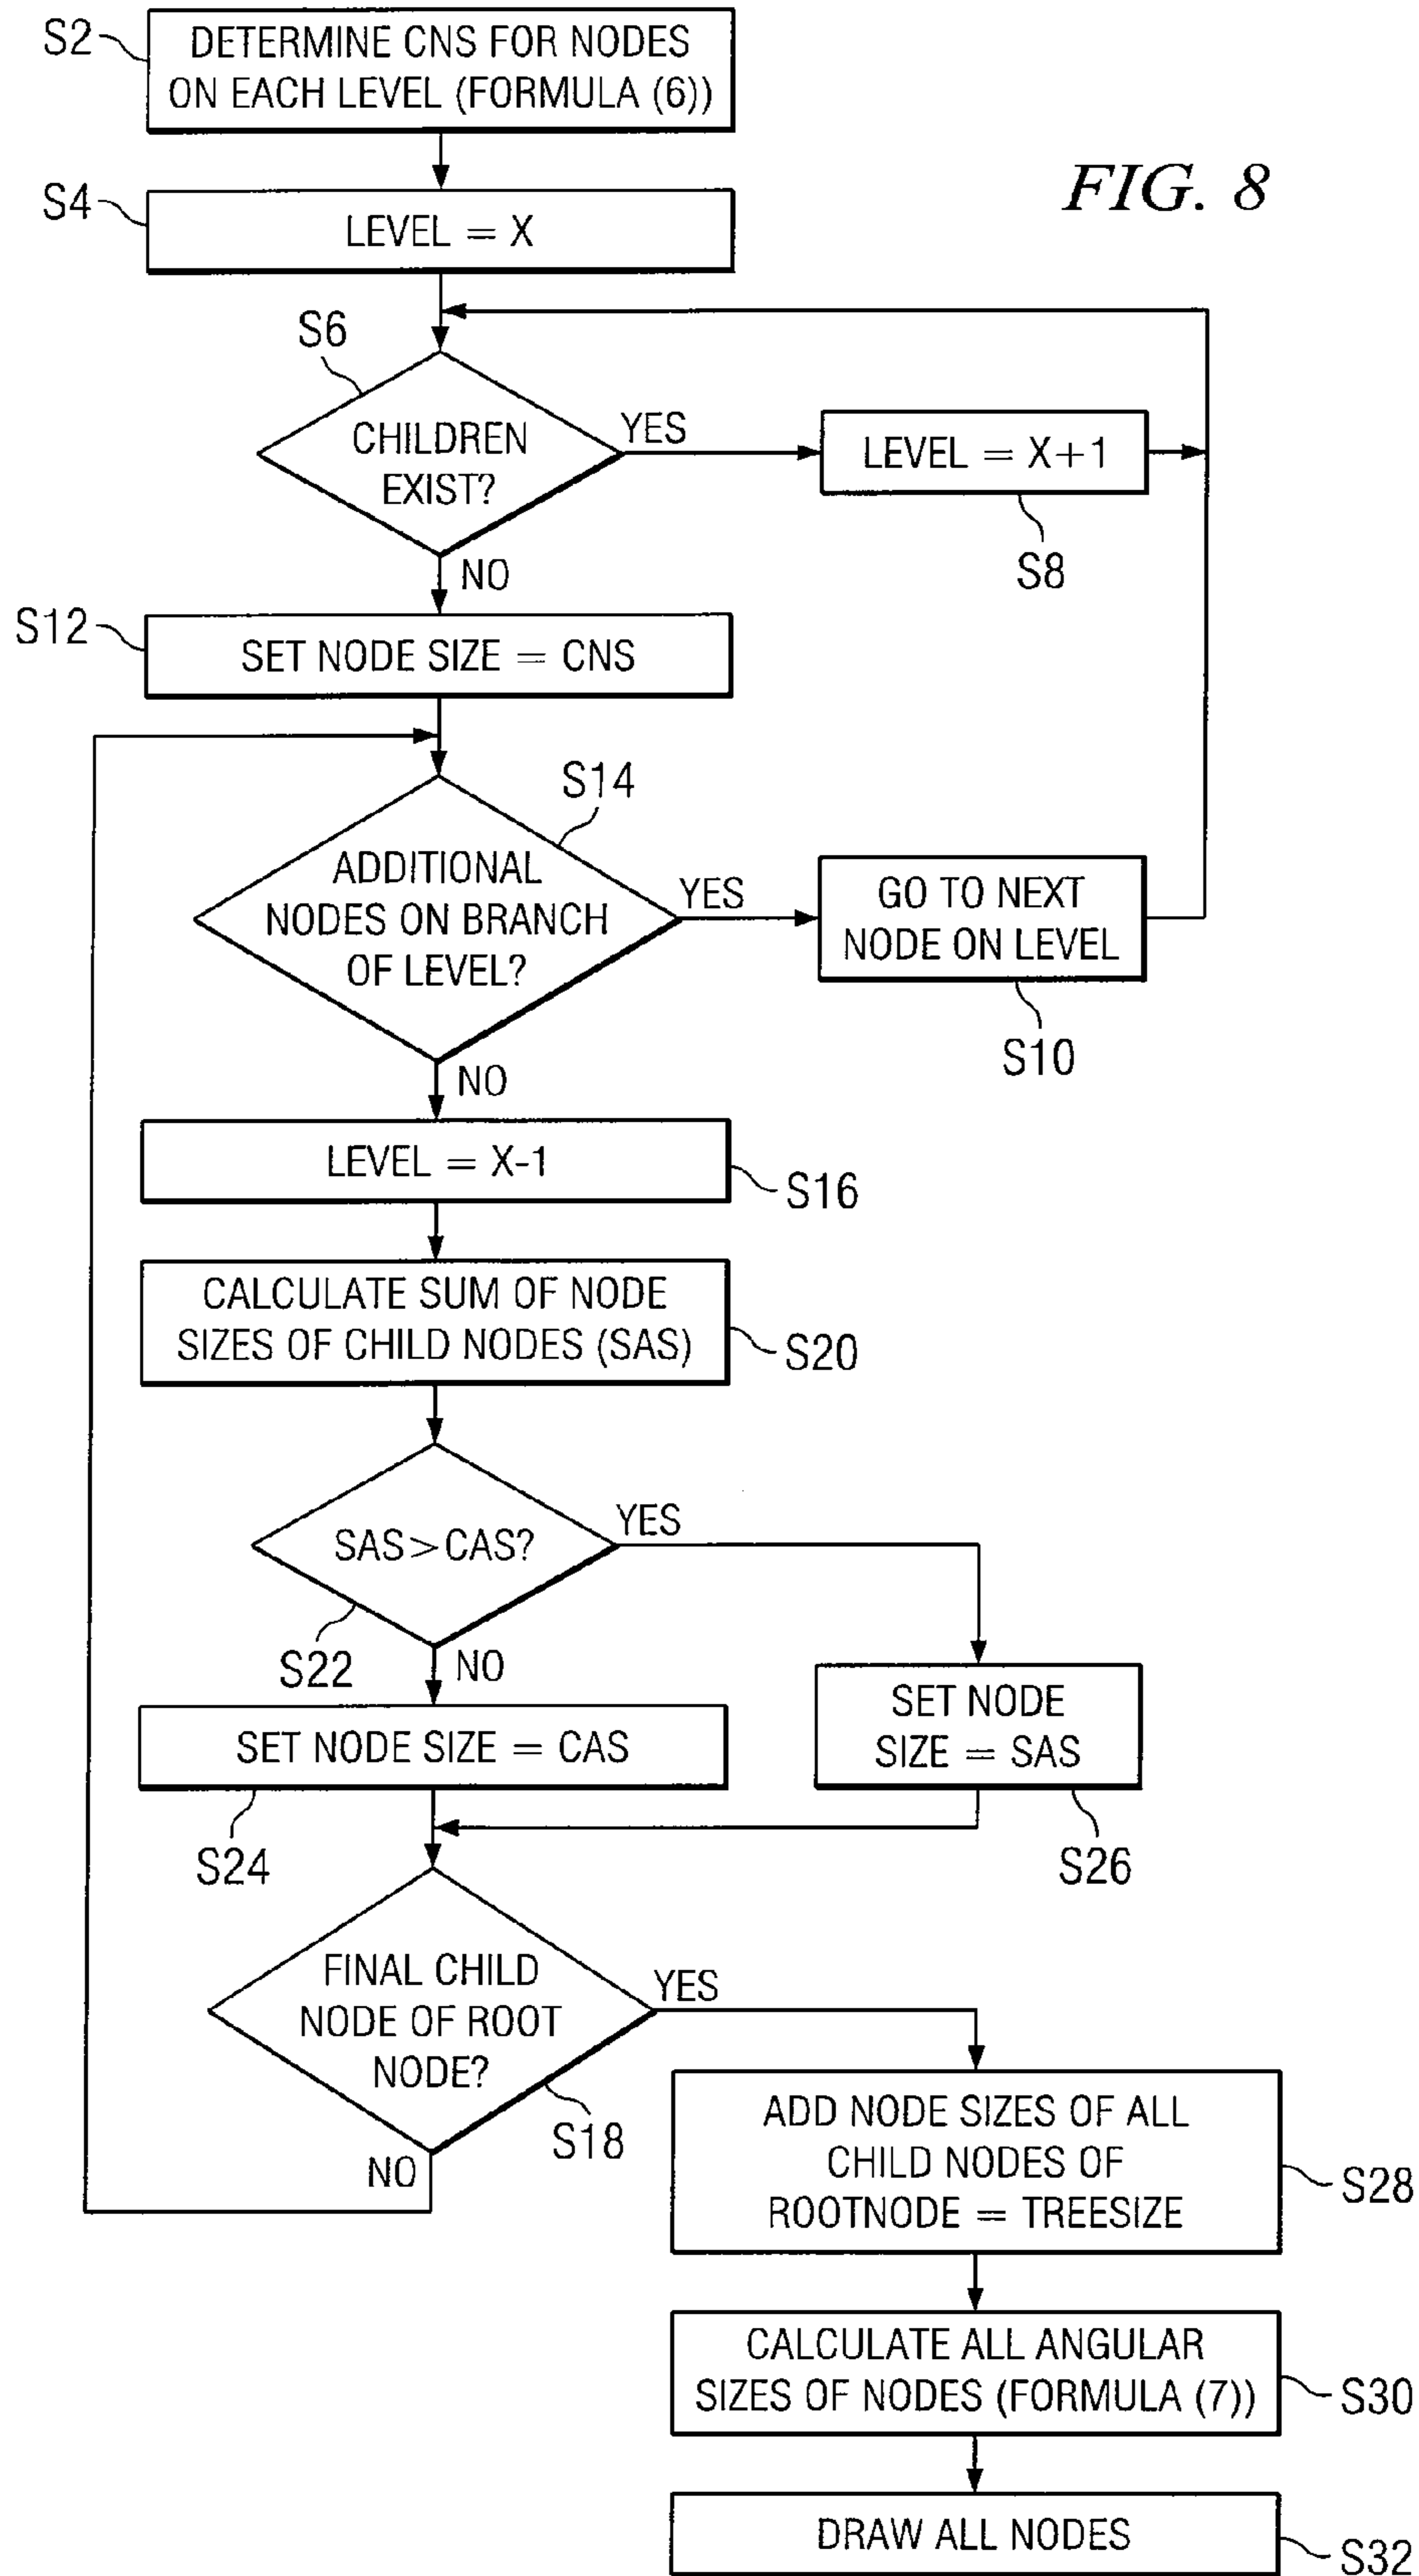 S2
DETERMINE CNS FOR NODES
ON EACH LEVEL (FORMULA (6))
FIG. 8
S4
LEVEL = X
S6
CHILDREN
EXIST?
YES
LEVEL = X+1
S8
NO
S12
SET NODE SIZE = CNS
S14
ADDITIONAL
NODES ON BRANCH
OF LEVEL?
YES
GO TO NEXT
NODE ON LEVEL
S10
NO
LEVEL = X-1
S16
CALCULATE SUM OF NODE
SIZES OF CHILD NODES (SAS)
S20
SAS>CAS?
YES
S22
NO
SET NODE SIZE = CAS
S24
SET NODE
SIZE = SAS
S26
FINAL CHILD
NODE OF ROOT
NODE?
YES
S18
NO
ADD NODE SIZES OF ALL
CHILD NODES OF
ROOTNODE = TREESIZE
S28
CALCULATE ALL ANGULAR
SIZES OF NODES (FORMULA (7))
S30
DRAW ALL NODES
S32